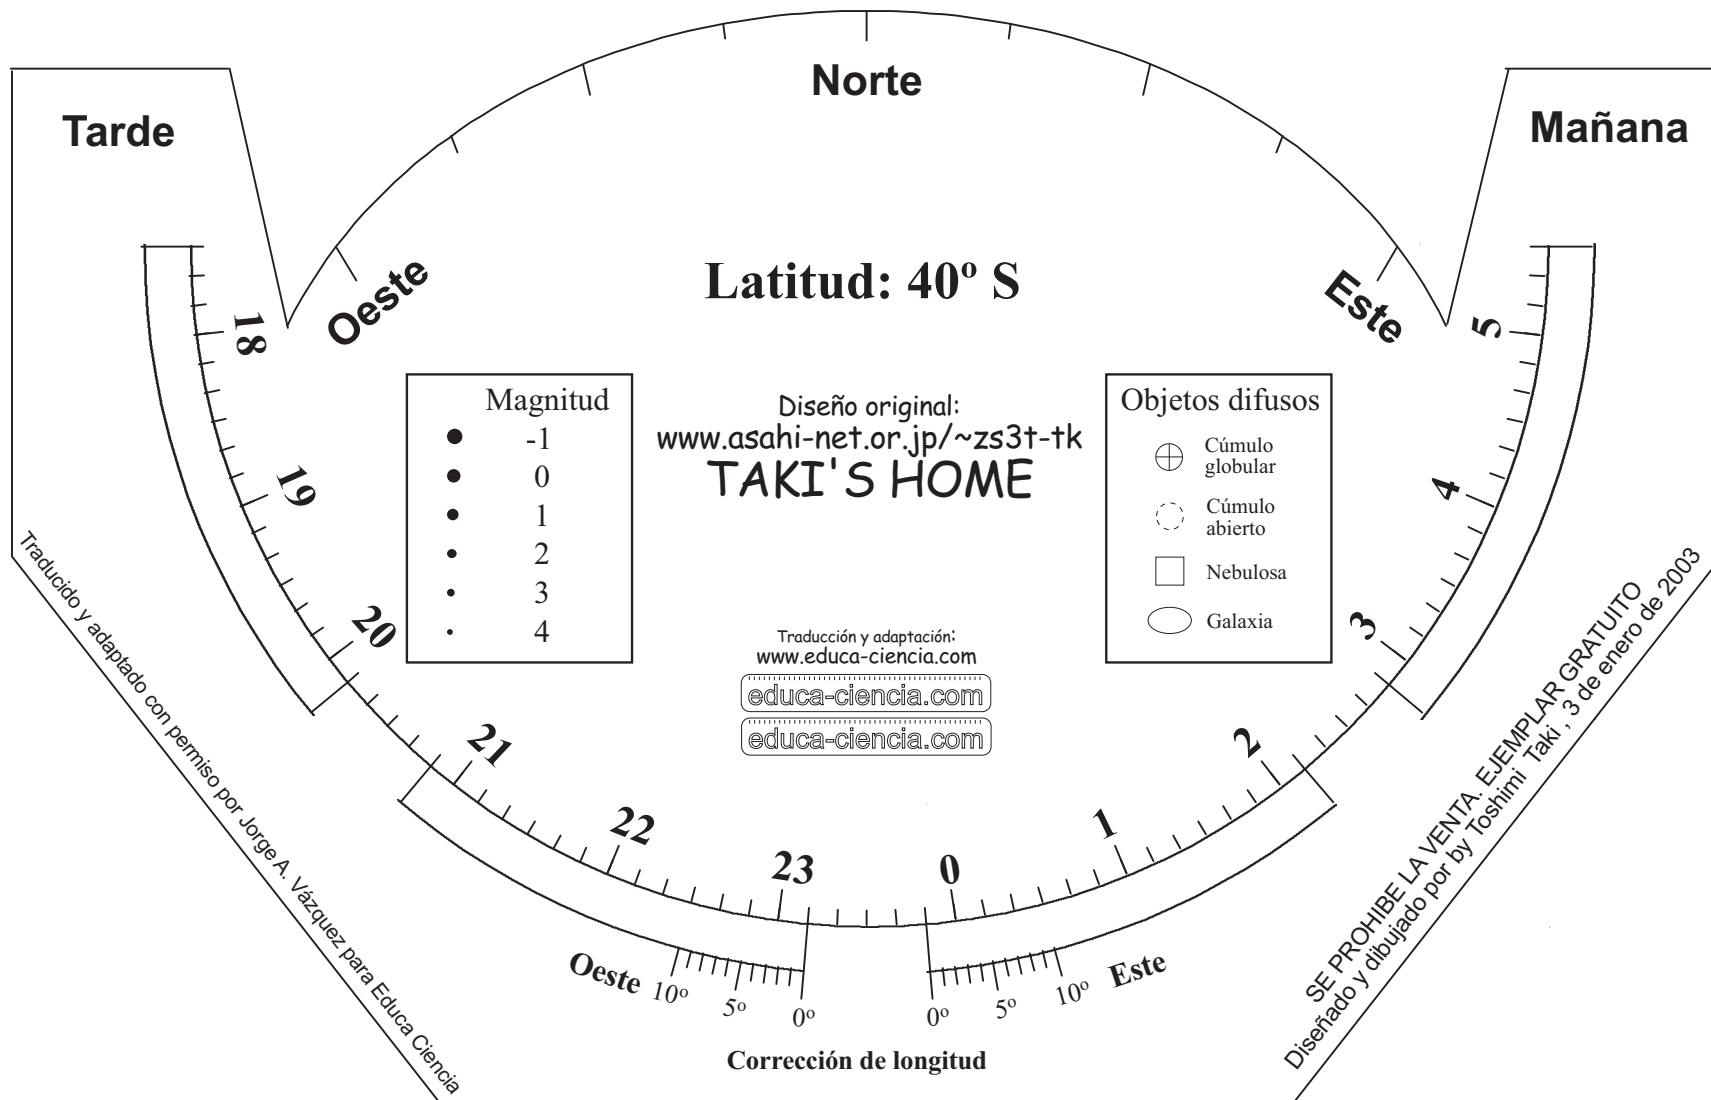 Norte
Tarde
Mañana
Oeste
Latitud: 40º S
Este
18
19
20
21
22
23
0
1
2
3
4
5
Magnitud
-1
0
1
2
3
4
Diseño original:
www.asahi-net.or.jp/~zs3t-tk
TAKI'S HOME
Objetos difusos
Cúmulo
globular
Cúmulo
abierto
Nebulosa
Galaxia
Traducción y adaptación:
www.educa-ciencia.com
educa-ciencia.com
educa-ciencia.com
Traducido y adaptado con permiso por Jorge A. Vázquez para Educa Ciencia
SE PROHIBE LA VENTA. EJEMPLAR GRATUITO
Diseñado y dibujado por by Toshimi Taki , 3 de enero de 2003
Oeste
10º
5º
0º
0º
5º
10º
Este
Corrección de longitud